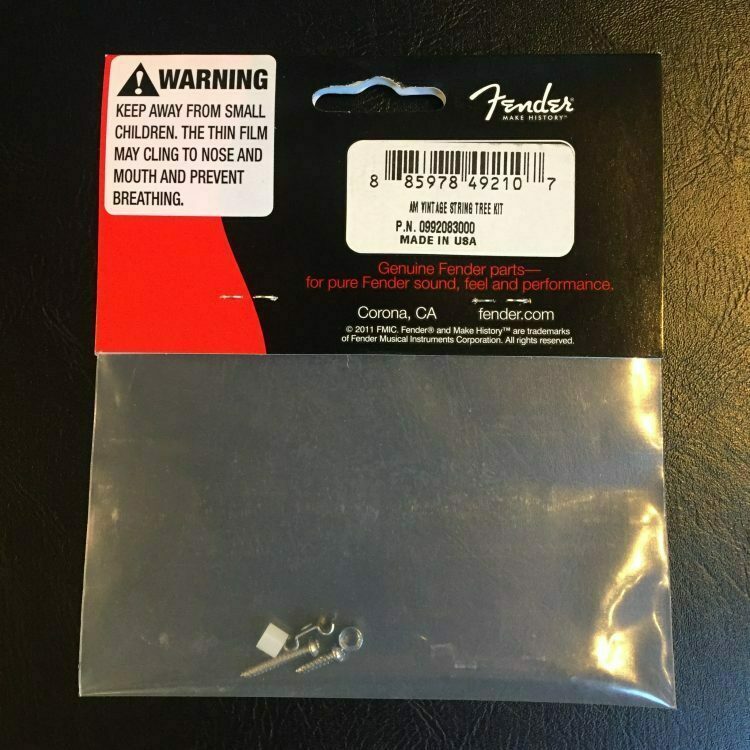 WARNING
KEEP AWAY FROM SMALL
CHILDREN. THE THIN FILM
MAY CLING TO NOSE AND
MOUTH AND PREVENT
BREATHING.
Fender
MAKE HISTORY™
8 85978 49210 7
AM VINTAGE STRING TREE KIT
P.N. 0992083000
MADE IN USA
Genuine Fender parts—
for pure Fender sound, feel and performance.
Corona, CA fender.com
© 2011 FMIC. Fender® and Make History™ are trademarks
of Fender Musical Instruments Corporation. All rights reserved.